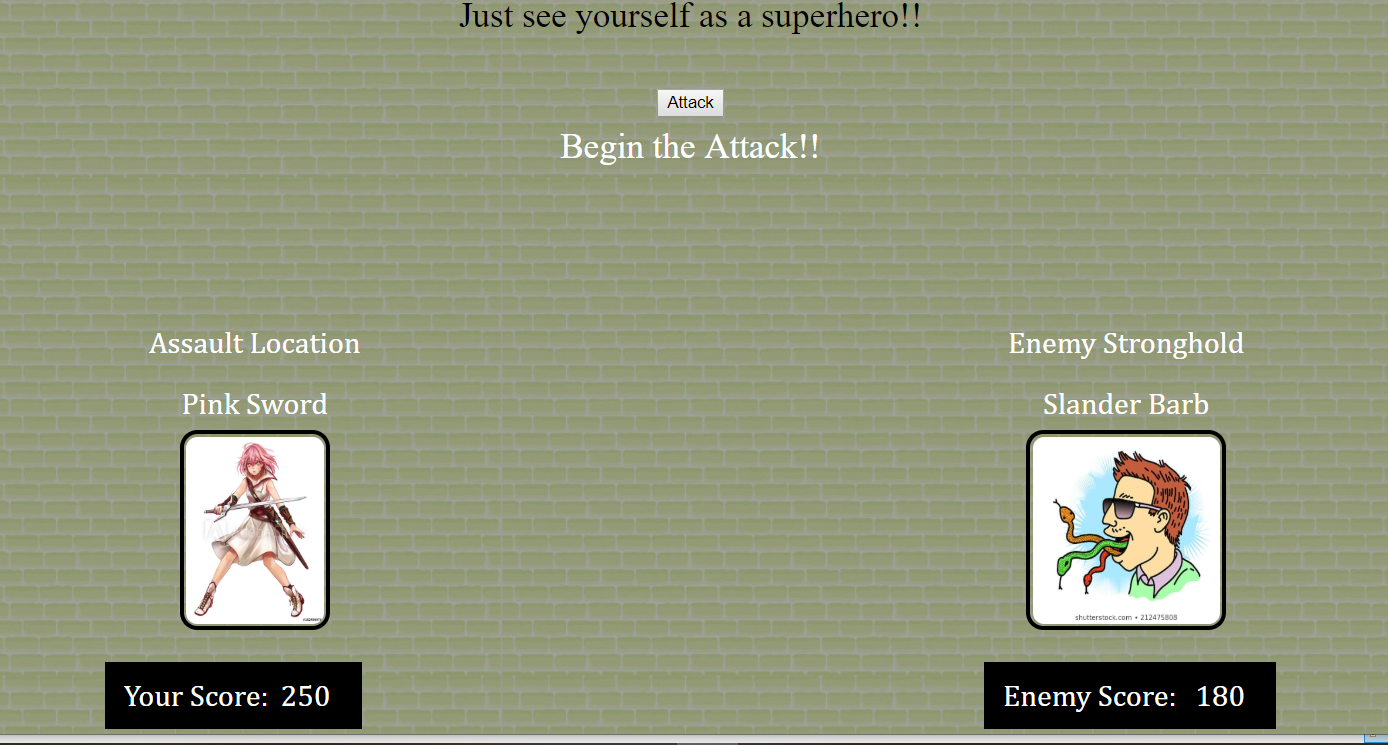 Just see yourself as a superhero!!
Attack
Begin the Attack!!
Assault Location
Enemy Stronghold
Pink Sword
Slander Barb
shutterstock.com • 212475808
Your Score: 250
Enemy Score: 180